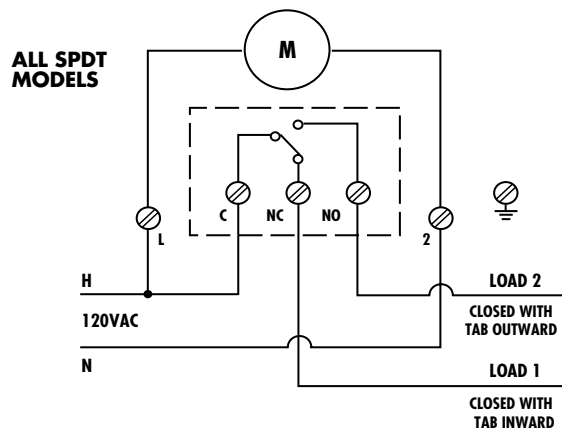 ALL SPDT
MODELS
M
C NC NO
L
2
H
120VAC
N
LOAD 2
CLOSED WITH
TAB OUTWARD
LOAD 1
CLOSED WITH
TAB INWARD